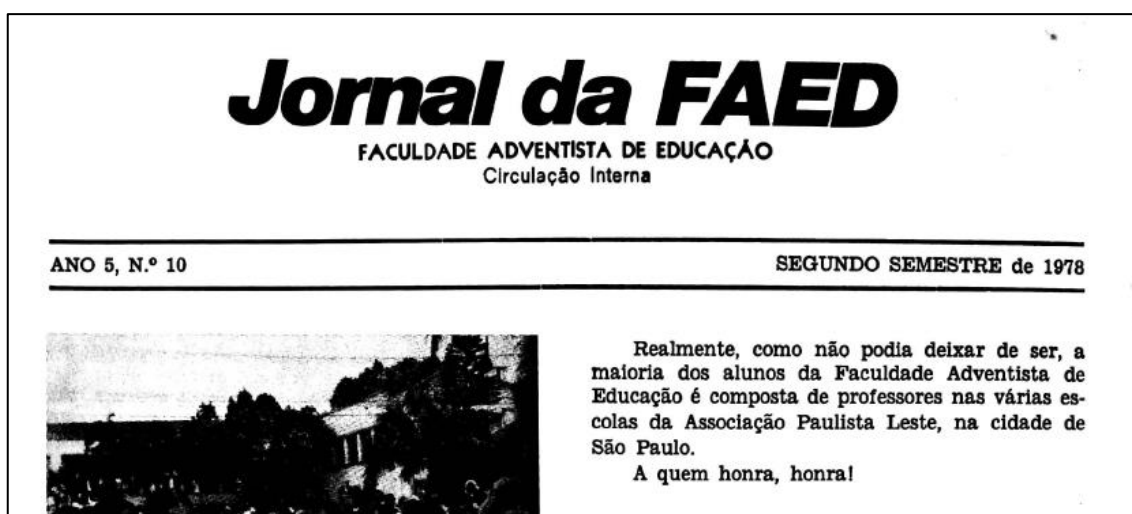 Jornal da FAED
FACULDADE ADVENTISTA DE EDUCAÇÃO
Circulação Interna
ANO 5, N.º 10
SEGUNDO SEMESTRE de 1978
Realmente, como não podia deixar de ser, a
maioria dos alunos da Faculdade Adventista de
Educação é composta de professores nas várias es-
colas da Associação Paulista Leste, na cidade de
São Paulo.
A quem honra, honra!